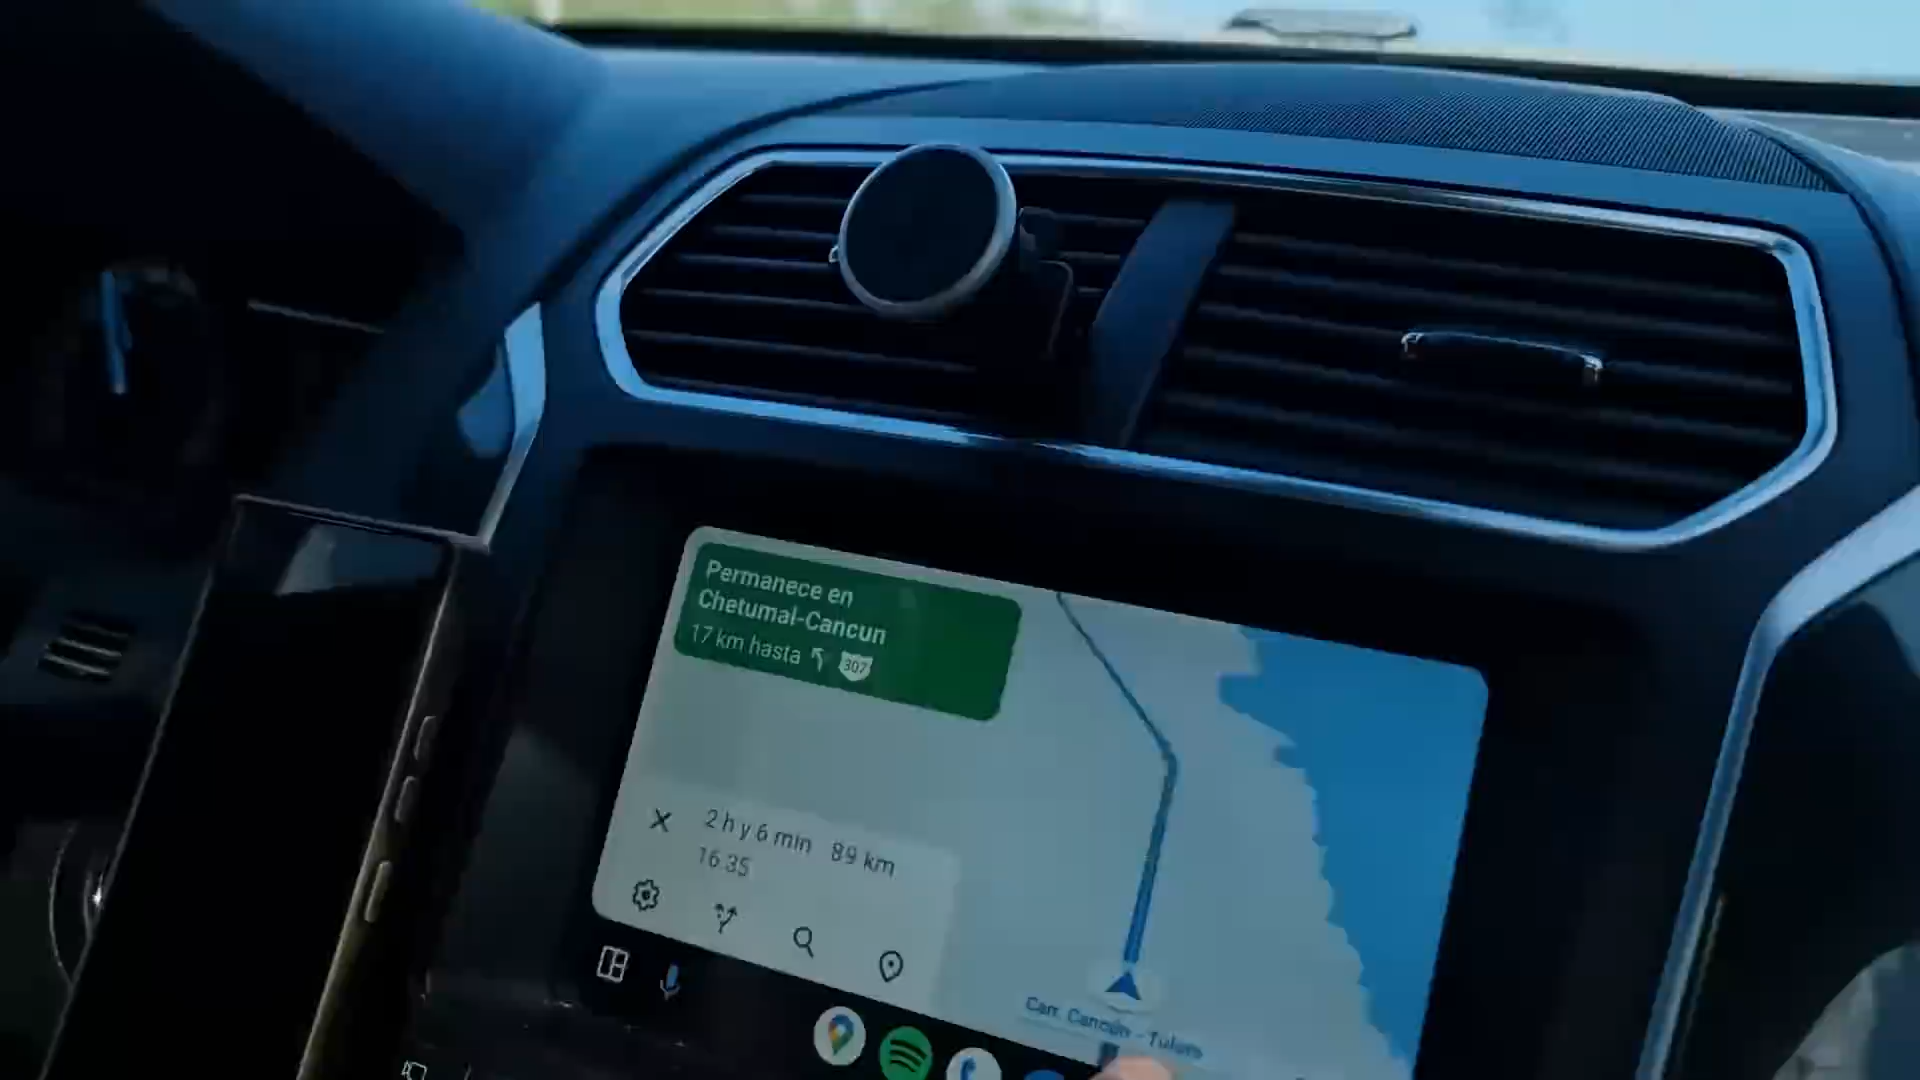 Permanece en
Chetumal-Cancun
17 km hasta 307
2 h y 6 min 89 km
16:35
Carr. Cancún - Tulum